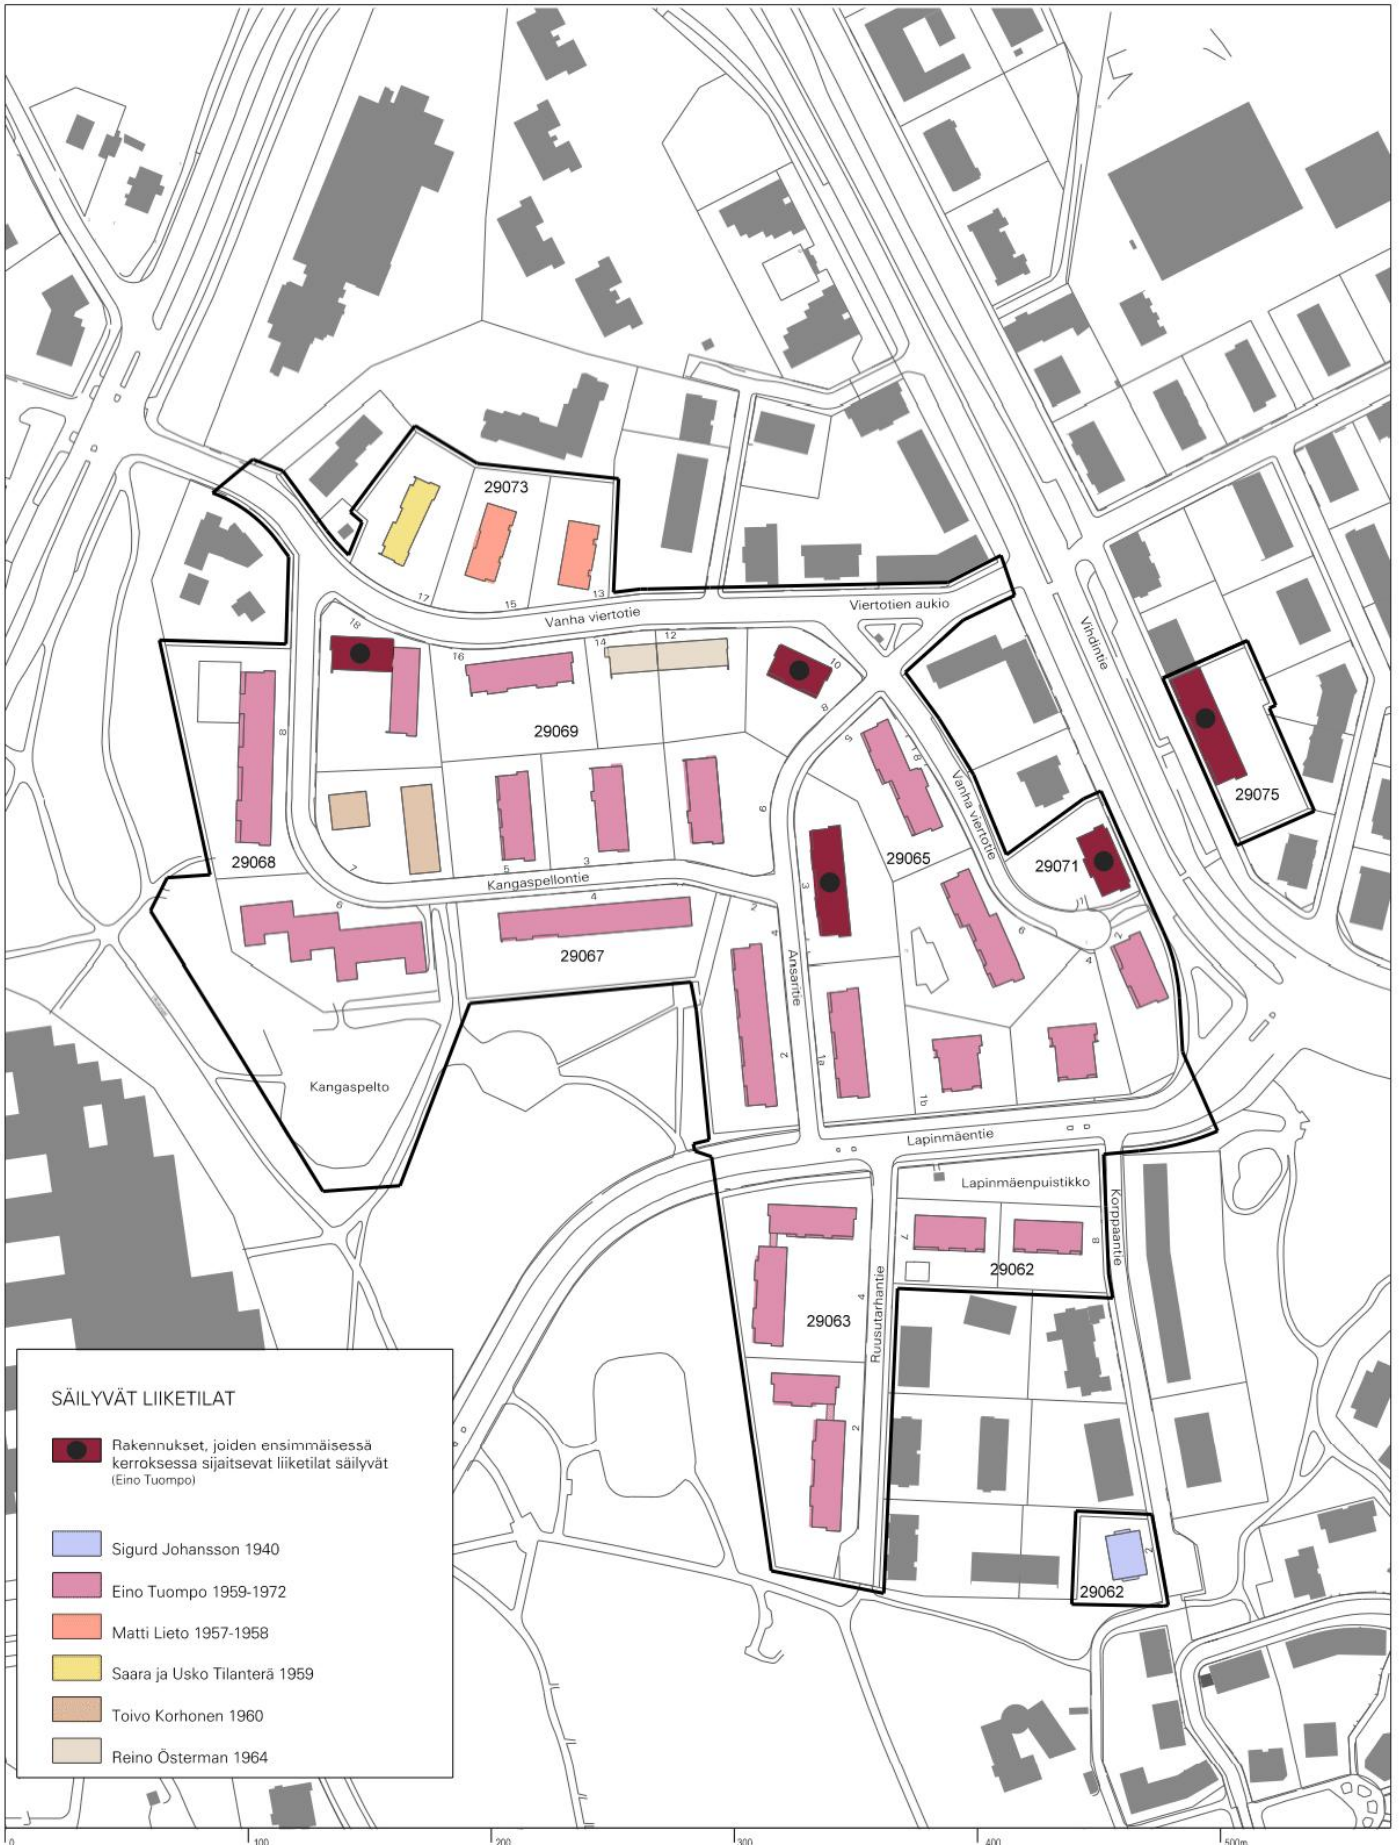 29073
17
15
13
Vanha viertotie
Viertotien aukio
Vihdintie
18
16
14
12
10
8
29069
29075
8
5
18
Vanha viertotie
6
29065
29071
29068
7
5
3
3
Kangaspellontie
6
4
2
4
29067
Ansantie
6
4
2
2
1a
1b
Kangaspelto
Lapinmäentie
Lapinmäenpuistikko
Korppaantie
7
8
29062
4
29063
Ruusutarhantie
2
2
29062
SÄILYVÄT LIIKETILAT
Rakennukset, joiden ensimmäisessä
kerroksessa sijaitsevat liiketilat säilyvät
(Eino Tuompo)
Sigurd Johansson 1940
Eino Tuompo 1959-1972
Matti Lieto 1957-1958
Saara ja Usko Tilanterä 1959
Toivo Korhonen 1960
Reino Österman 1964
0 100 200 300 400 500m